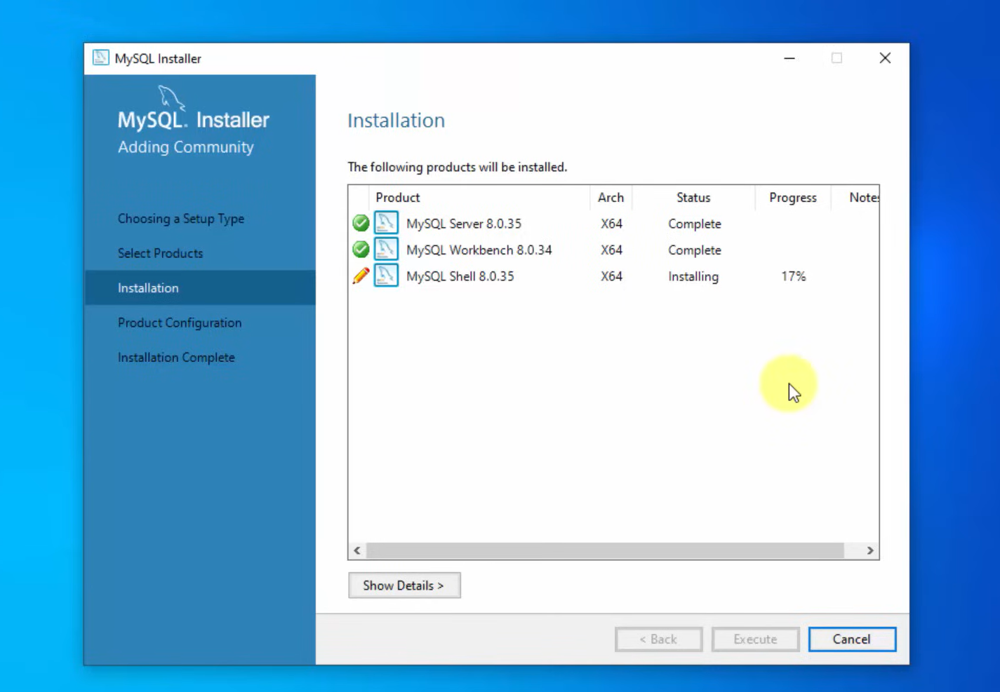 MySQL Installer
MySQL. Installer
Adding Community
Choosing a Setup Type
Select Products
Installation
Product Configuration
Installation Complete
Installation
The following products will be installed.
Product Arch Status Progress Notes
MySQL Server 8.0.35 X64 Complete
MySQL Workbench 8.0.34 X64 Complete
MySQL Shell 8.0.35 X64 Installing 17%
Show Details >
< Back Execute Cancel